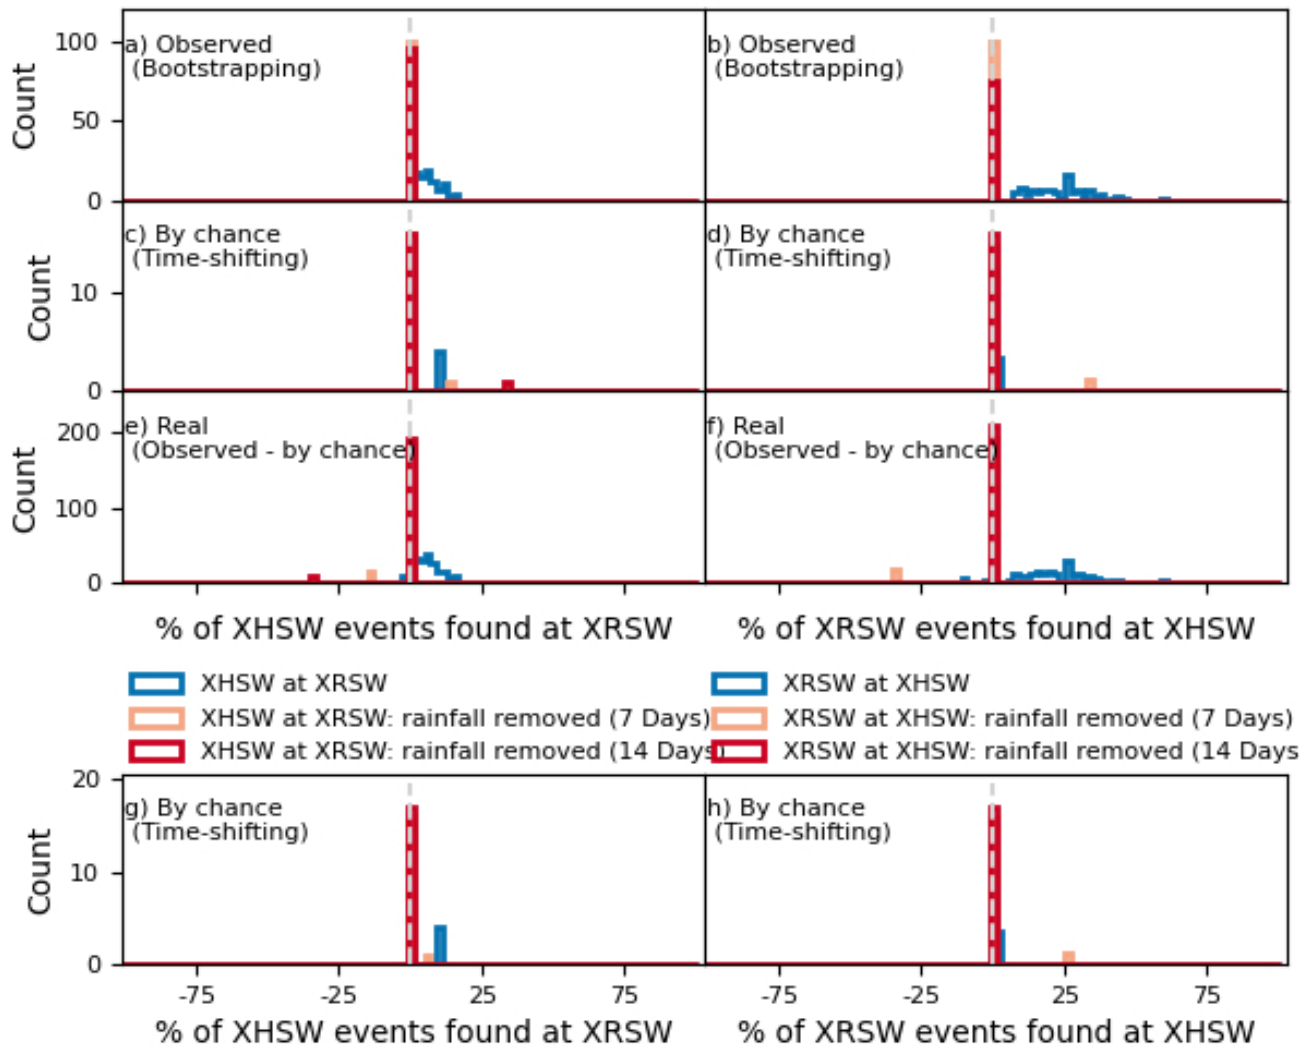 a) Observed
(Bootstrapping)
b) Observed
(Bootstrapping)
Count
100
50
0
c) By chance
(Time-shifting)
d) By chance
(Time-shifting)
Count
10
0
e) Real
(Observed - by chance)
f) Real
(Observed - by chance)
Count
200
100
0
% of XHSW events found at XRSW
% of XRSW events found at XHSW
XHSW at XRSW
XHSW at XRSW: rainfall removed (7 Days)
XHSW at XRSW: rainfall removed (14 Days)
XRSW at XHSW
XRSW at XHSW: rainfall removed (7 Days)
XRSW at XHSW: rainfall removed (14 Days
g) By chance
(Time-shifting)
h) By chance
(Time-shifting)
Count
20
10
0
-75 -25 25 75
-75 -25 25 75
% of XHSW events found at XRSW
% of XRSW events found at XHSW